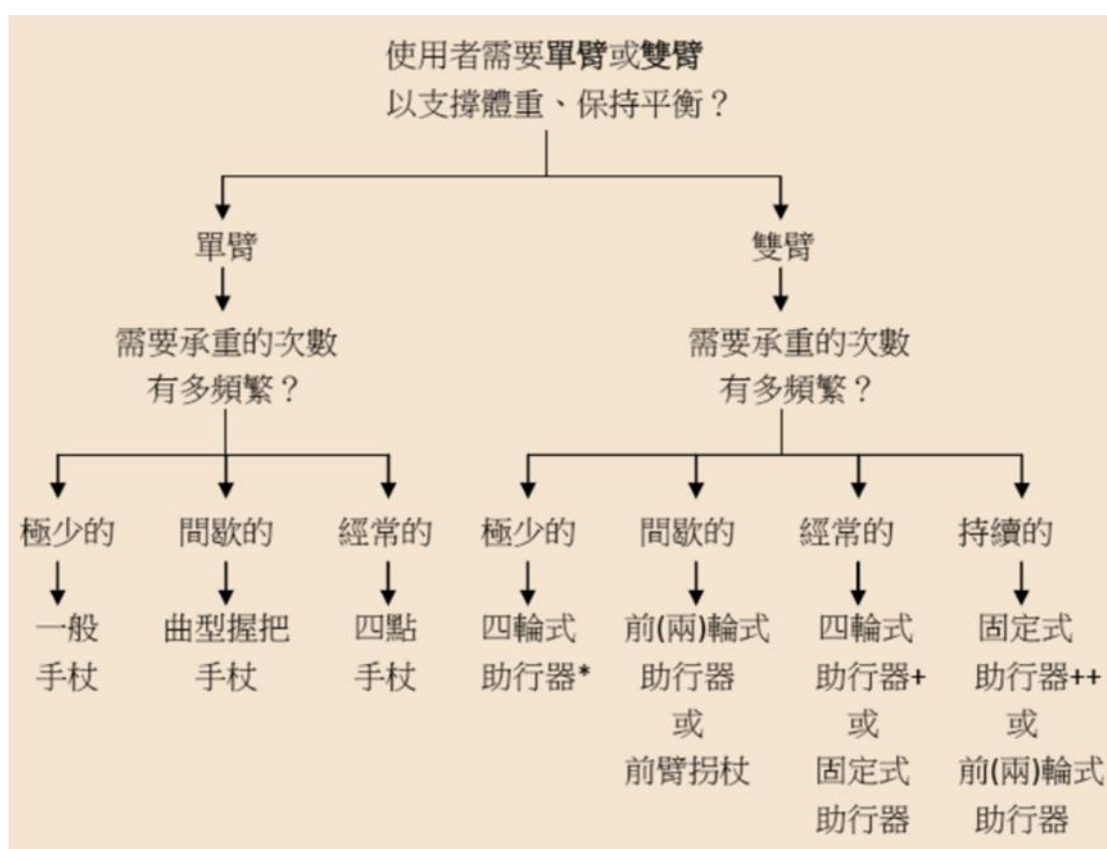 使用者需要單臂或雙臂
以支撐體重、保持平衡？
單臂
雙臂
需要承重的次數
有多頻繁？
需要承重的次數
有多頻繁？
極少的
間歇的
經常的
極少的
間歇的
經常的
持續的
一般
手杖
曲型握把
手杖
四點
手杖
四輪式
助行器*
前(兩)輪式
助行器
或
前臂拐杖
四輪式
助行器+
或
固定式
助行器
固定式
助行器++
或
前(兩)輪式
助行器